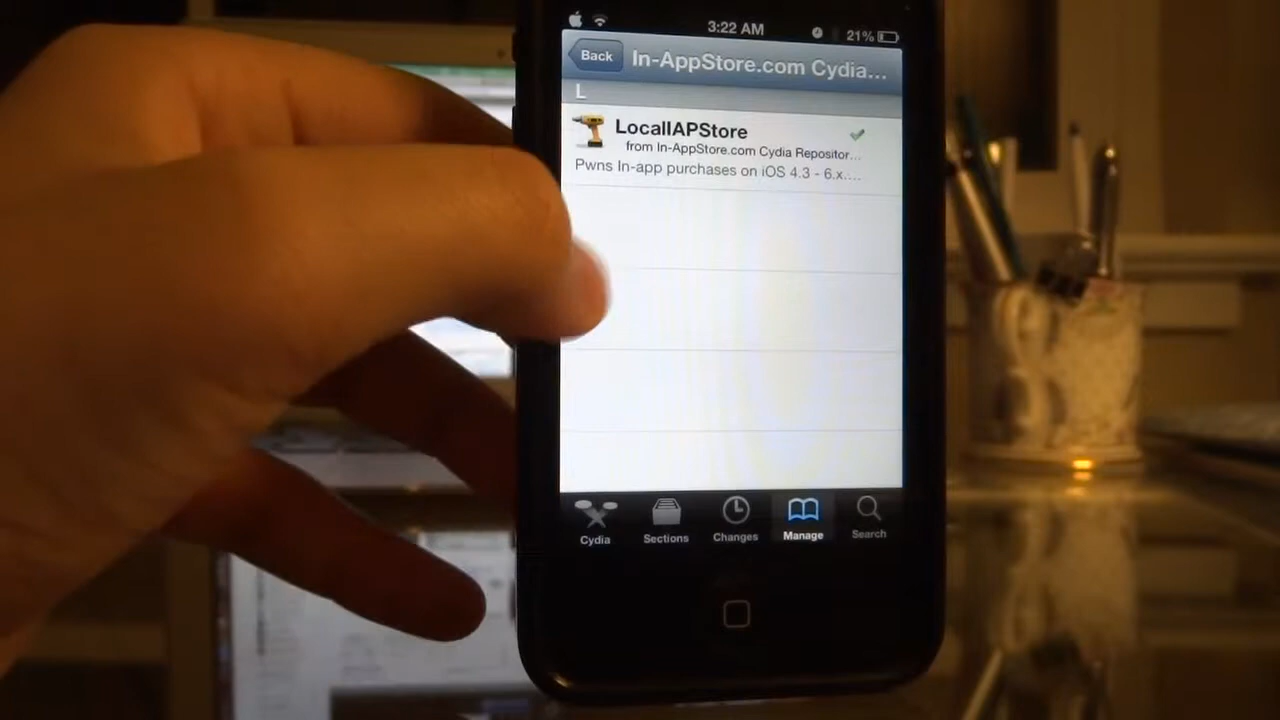 3:22 AM
21%
Back
In-AppStore.com Cydia...
L
LocalIAPStore
from In-AppStore.com Cydia Repositor...
Pwns In-app purchases on iOS 4.3 - 6.x....
Cydia
Sections
Changes
Manage
Search